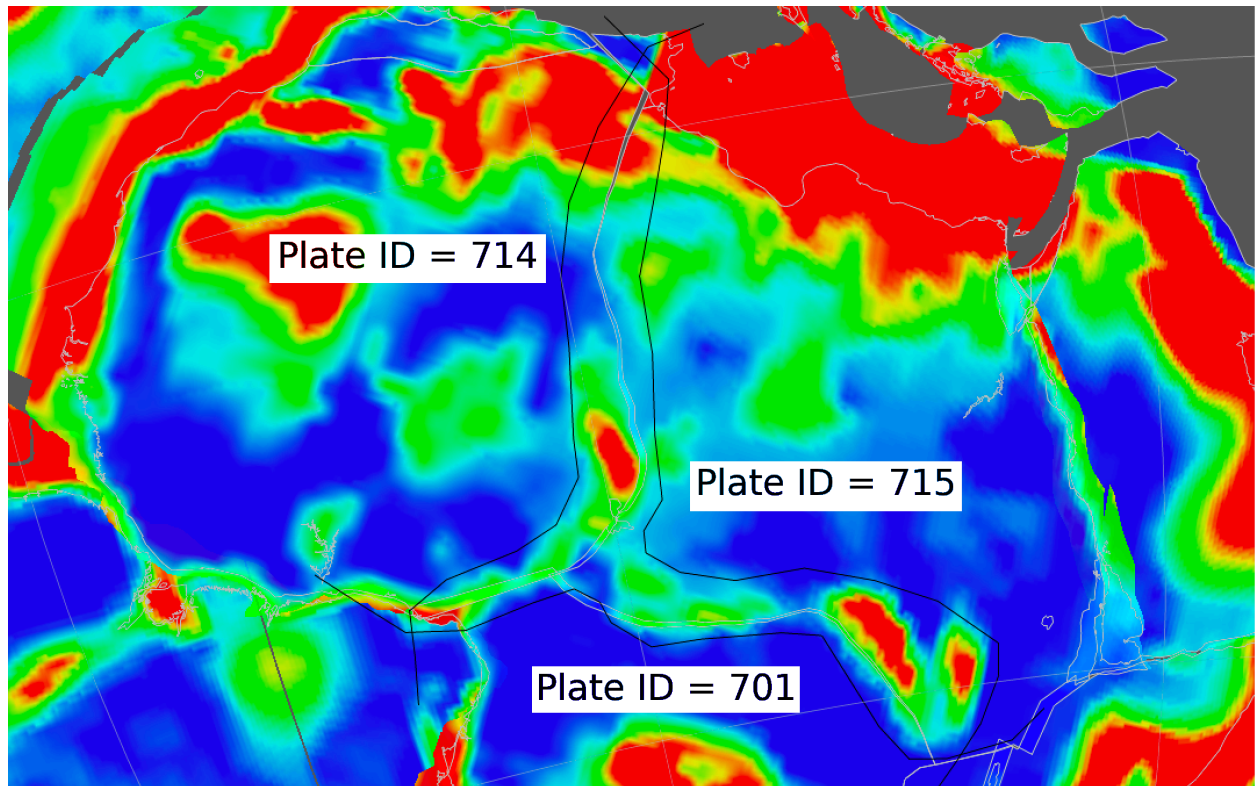 Plate ID = 714
Plate ID = 715
Plate ID = 701